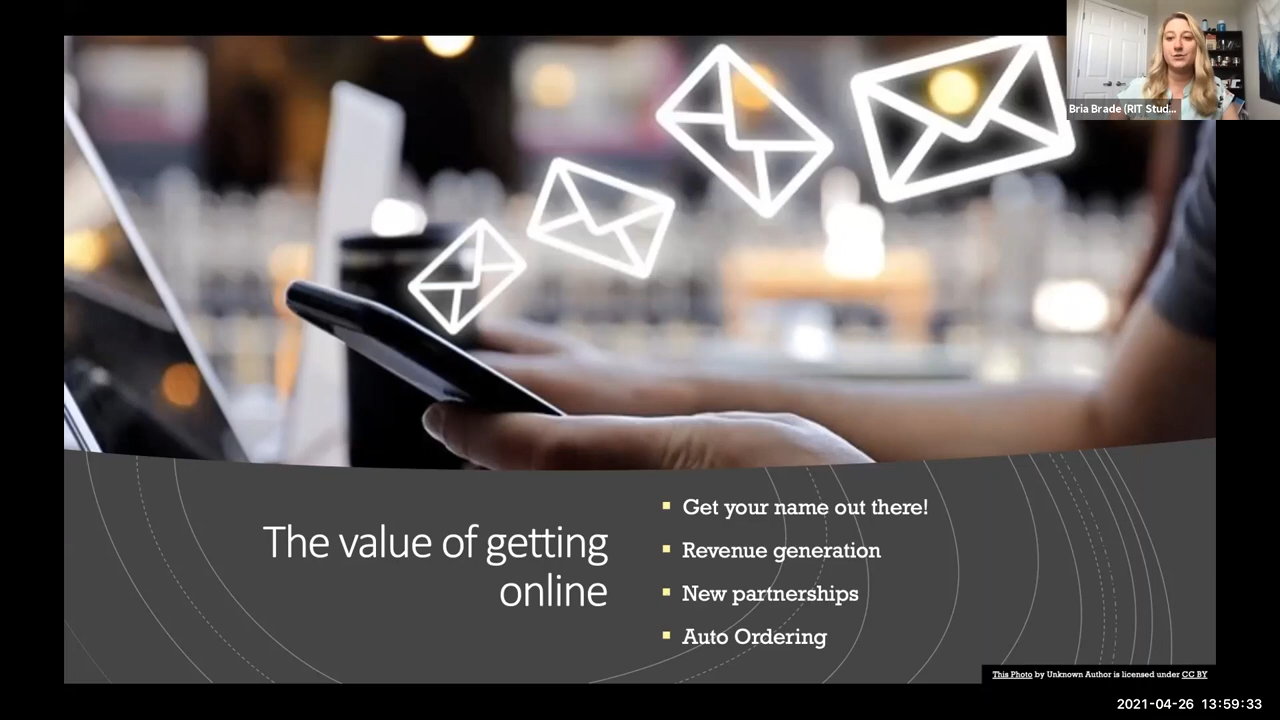 Bria Brade (RIT Stud...
The value of getting
online
▪ Get your name out there!
▪ Revenue generation
▪ New partnerships
▪ Auto Ordering
This Photo by Unknown Author is licensed under CC BY
2021-04-26 13:59:33